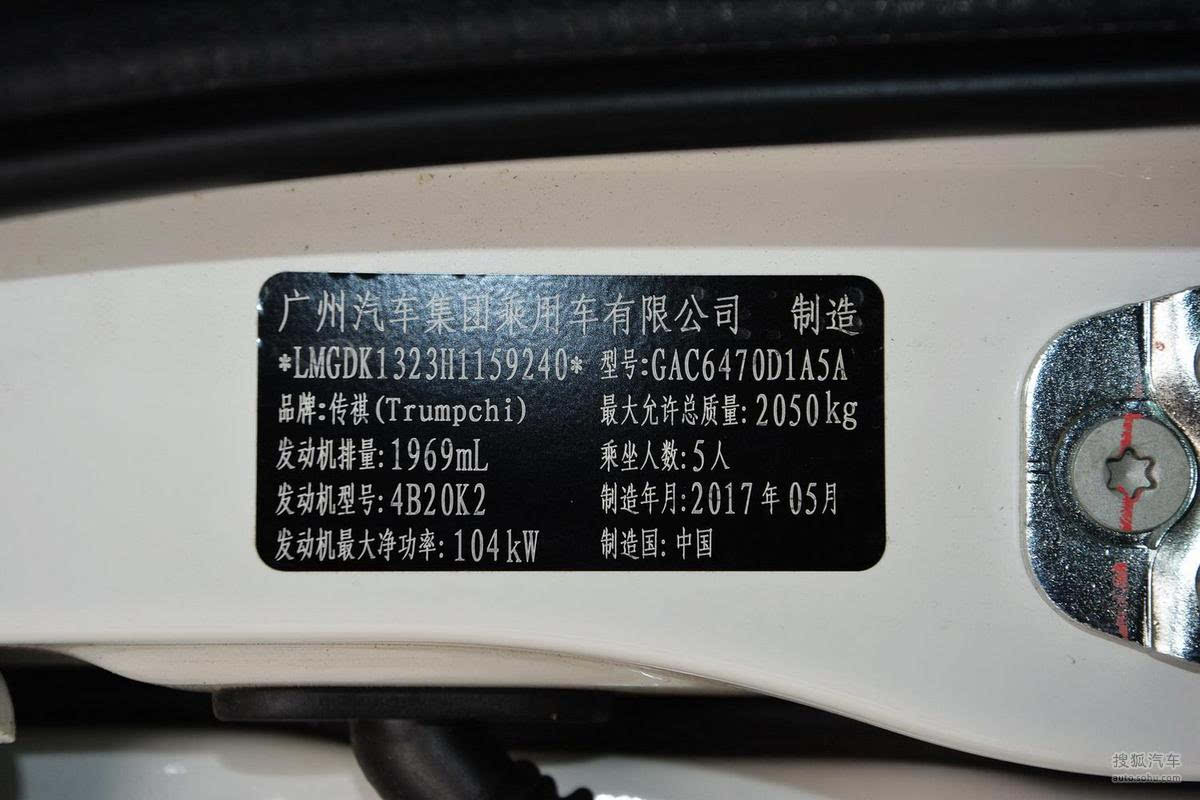 广州汽车集团乘用车有限公司 制造
*LMGDK1323H1159240* 型号:GAC6470D1A5A
品牌:传祺(Trumpchi) 最大允许总质量:2050kg
发动机排量:1969mL 乘坐人数:5人
发动机型号:4B20K2 制造年月:2017年05月
发动机最大净功率:104kW 制造国:中国
搜狐汽车
auto.sohu.com